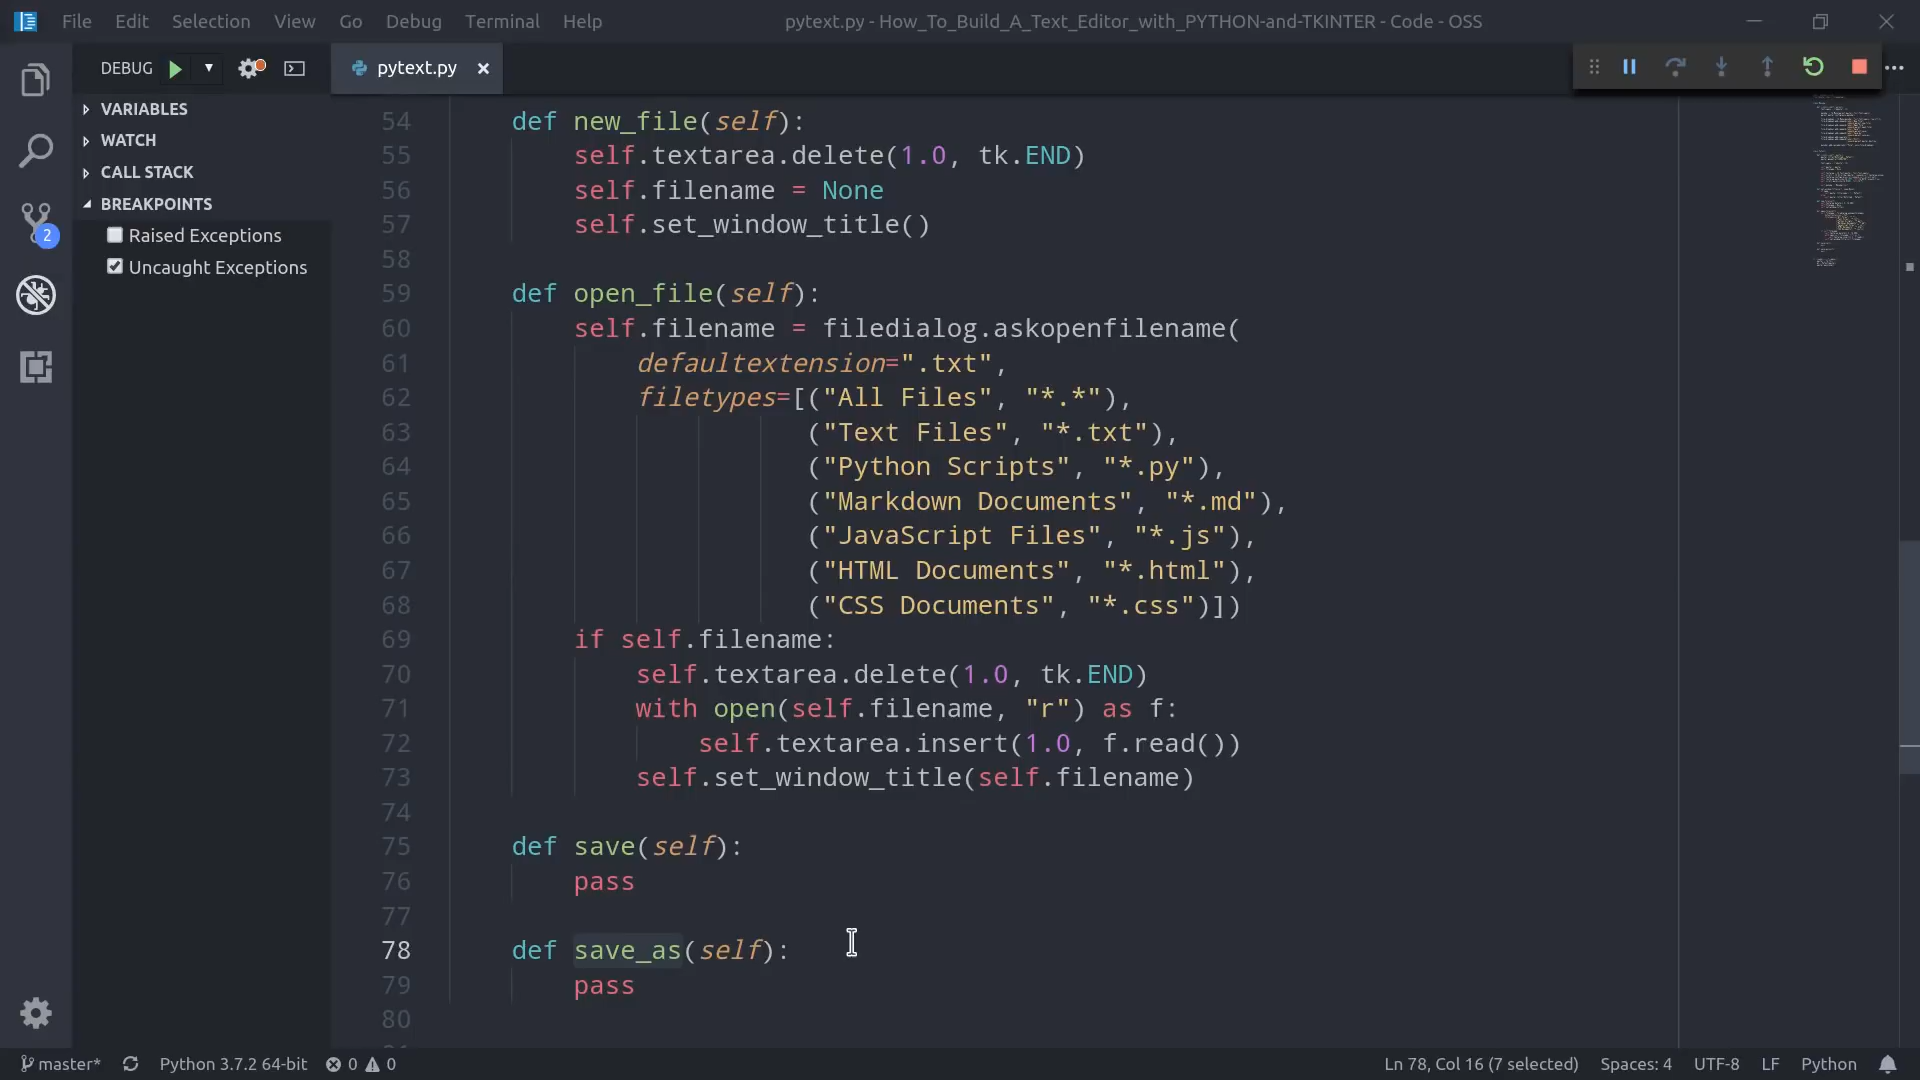 File Edit Selection View Go Debug Terminal Help pytext.py - How_To_Build_A_Text_Editor_with_PYTHON-and-TKINTER - Code - OSS
DEBUG
pytext.py
VARIABLES
WATCH
CALL STACK
BREAKPOINTS
Raised Exceptions
Uncaught Exceptions
2
54 def new_file(self):
55 self.textarea.delete(1.0, tk.END)
56 self.filename = None
57 self.set_window_title()
58
59 def open_file(self):
60 self.filename = filedialog.askopenfilename(
61 defaultextension=".txt",
62 filetypes=[("All Files", "*.*"),
63 ("Text Files", "*.txt"),
64 ("Python Scripts", "*.py"),
65 ("Markdown Documents", "*.md"),
66 ("JavaScript Files", "*.js"),
67 ("HTML Documents", "*.html"),
68 ("CSS Documents", "*.css")])
69 if self.filename:
70 self.textarea.delete(1.0, tk.END)
71 with open(self.filename, "r") as f:
72 self.textarea.insert(1.0, f.read())
73 self.set_window_title(self.filename)
74
75 def save(self):
76 pass
77
78 def save_as(self):
79 pass
80
master* Python 3.7.2 64-bit 0 0 Ln 78, Col 16 (7 selected) Spaces: 4 UTF-8 LF Python